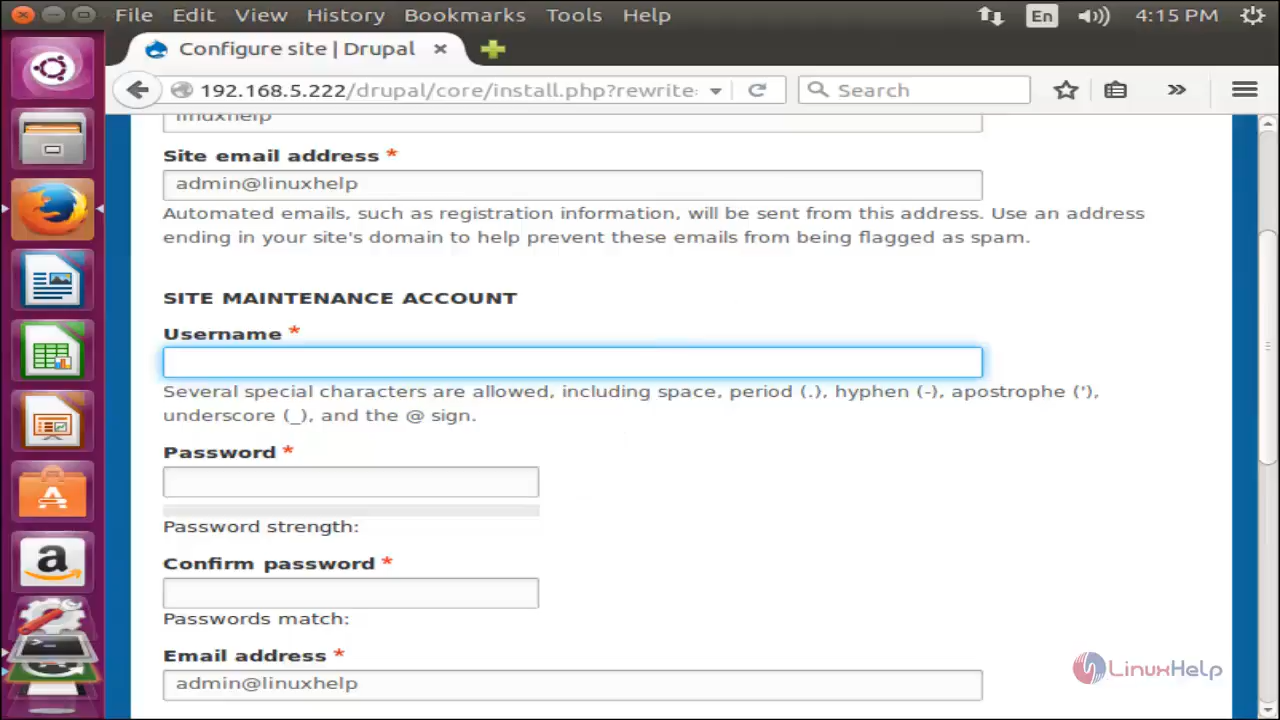 File Edit View History Bookmarks Tools Help En 4:15 PM
Configure site | Drupal
192.168.5.222/drupal/core/install.php?rewrite: Search
linuxhelp
Site email address *
admin@linuxhelp
Automated emails, such as registration information, will be sent from this address. Use an address
ending in your site's domain to help prevent these emails from being flagged as spam.
SITE MAINTENANCE ACCOUNT
Username *
Several special characters are allowed, including space, period (.), hyphen (-), apostrophe ('),
underscore (_), and the @ sign.
Password *
Password strength:
Confirm password *
Passwords match:
Email address *
admin@linuxhelp
LinuxHelp